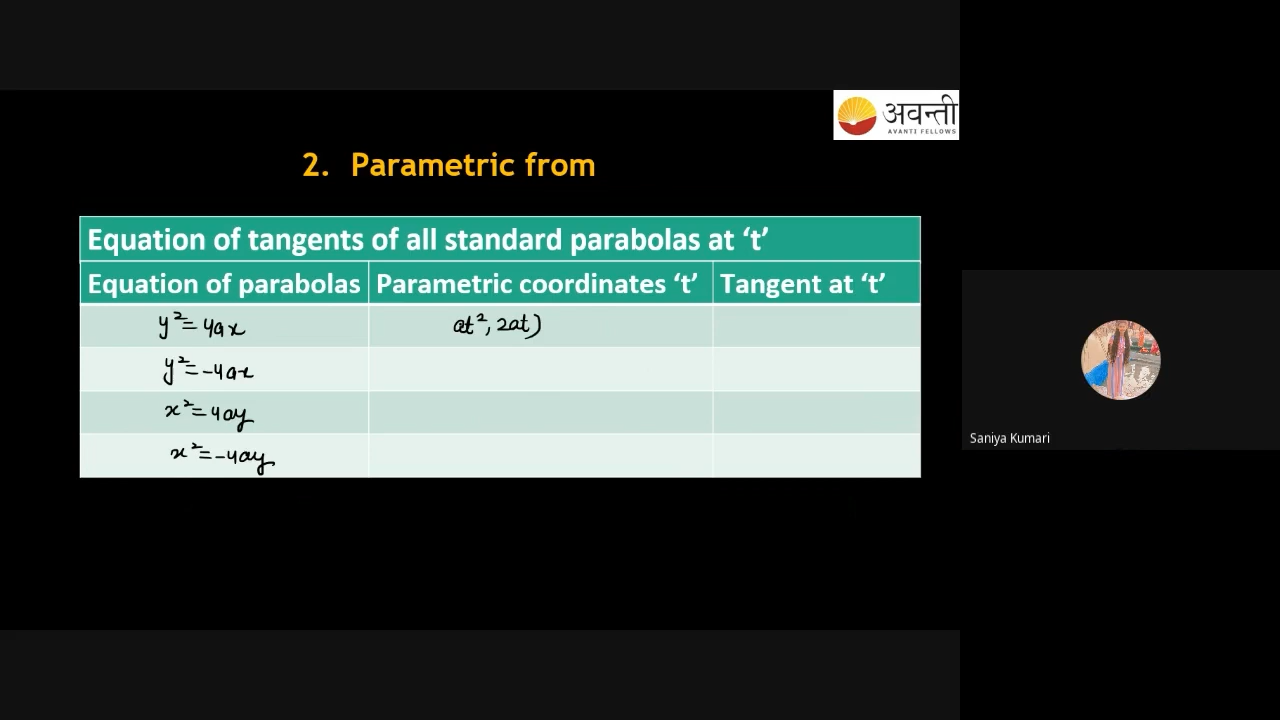 अवन्ती
AVANTI FELLOWS
2. Parametric from
Equation of tangents of all standard parabolas at ‘t’
Equation of parabolas Parametric coordinates ‘t’ Tangent at ‘t’
y²=4ax at², 2at)
y²=-4ax
x²=4ay
x²=-4ay
Saniya Kumari